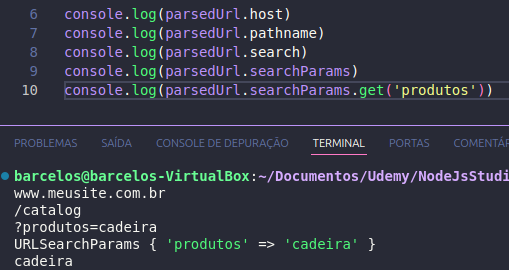 6 console.log(parsedUrl.host)
7 console.log(parsedUrl.pathname)
8 console.log(parsedUrl.search)
9 console.log(parsedUrl.searchParams)
10 console.log(parsedUrl.searchParams.get('produtos'))
PROBLEMAS SAÍDA CONSOLE DE DEPURAÇÃO TERMINAL PORTAS COMENTÁR
barcelos@barcelos-VirtualBox:~/Documentos/Udemy/NodeJsStudi
www.meusite.com.br
/catalog
?produtos=cadeira
URLSearchParams { 'produtos' => 'cadeira' }
cadeira